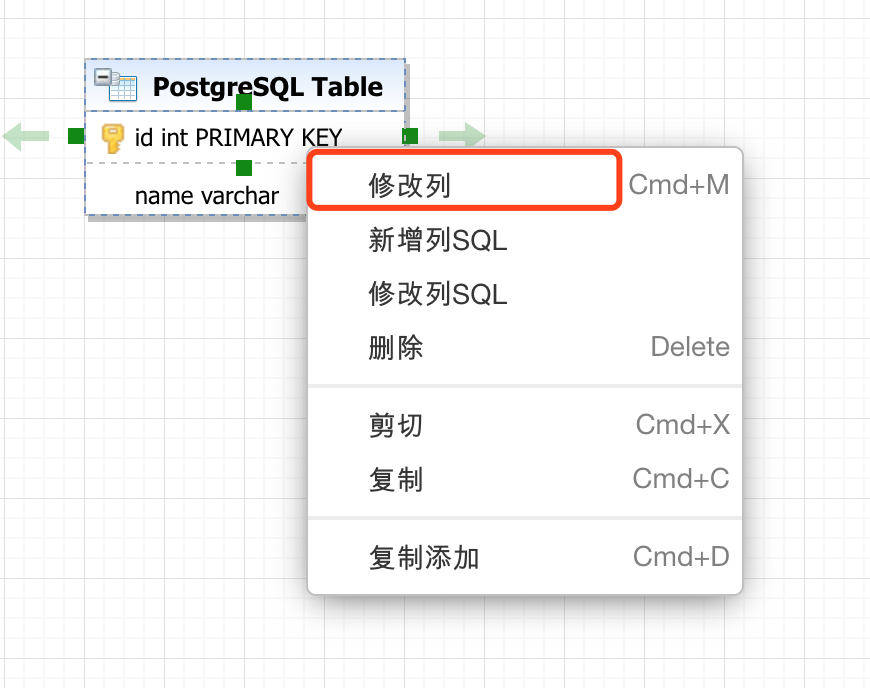 PostgreSQL Table
id int PRIMARY KEY
name varchar
修改列 Cmd+M
新增列SQL
修改列SQL
删除 Delete
剪切 Cmd+X
复制 Cmd+C
复制添加 Cmd+D